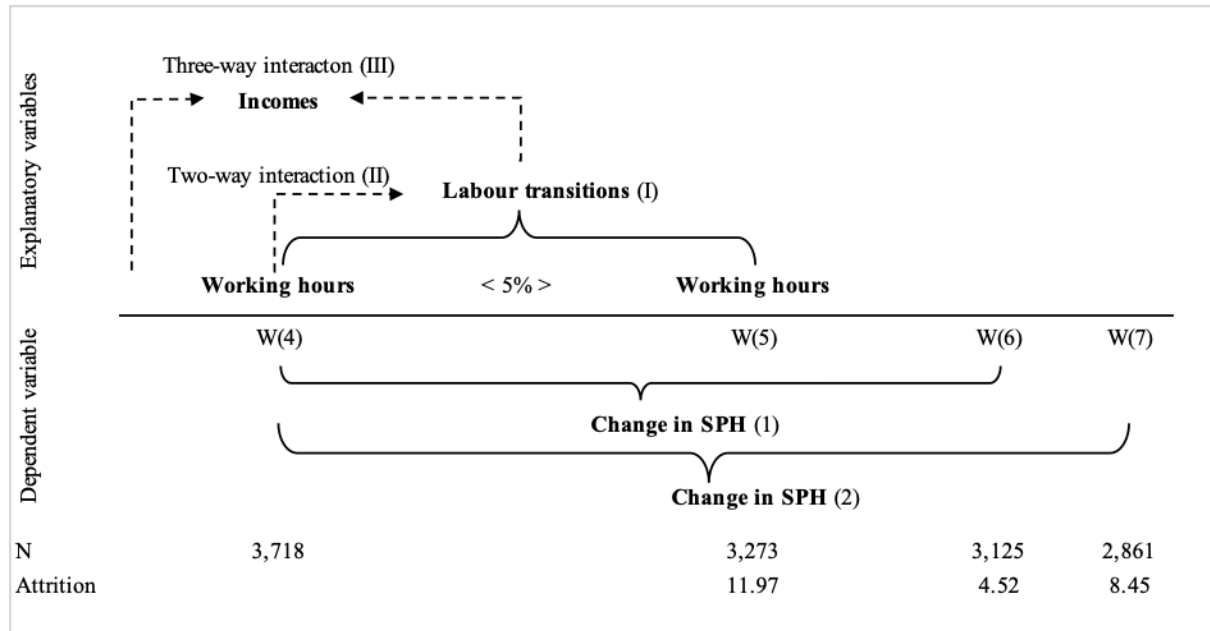 Explanatory variables
Three-way interacton (III)
Incomes
Two-way interaction (II)
Labour transitions (I)
Working hours < 5% > Working hours
Dependent variable
W(4) W(5) W(6) W(7)
Change in SPH (1)
Change in SPH (2)
N 3,718 3,273 3,125 2,861
Attrition 11.97 4.52 8.45